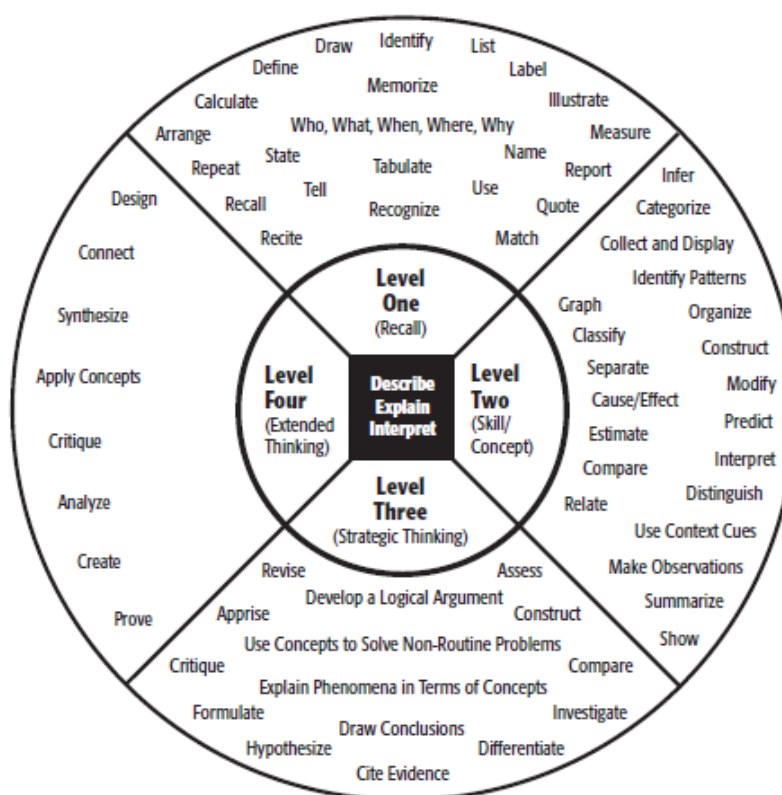 Draw
Identify
List
Define
Memorize
Label
Calculate
Illustrate
Arrange
Who, What, When, Where, Why
Measure
Repeat
State
Tabulate
Name
Report
Recall
Tell
Recognize
Use
Quote
Recite
Match
Level
One
(Recall)
Infer
Categorize
Collect and Display
Identify Patterns
Graph
Organize
Classify
Construct
Separate
Modify
Cause/Effect
Predict
Estimate
Interpret
Compare
Distinguish
Relate
Use Context Cues
Make Observations
Summarize
Show
Level
Two
(Skill/
Concept)
Describe
Explain
Interpret
Level
Three
(Strategic Thinking)
Revise
Assess
Develop a Logical Argument
Apprise
Construct
Use Concepts to Solve Non-Routine Problems
Critique
Compare
Explain Phenomena in Terms of Concepts
Formulate
Investigate
Draw Conclusions
Hypothesize
Differentiate
Cite Evidence
Level
Four
(Extended
Thinking)
Design
Connect
Synthesize
Apply Concepts
Critique
Analyze
Create
Prove